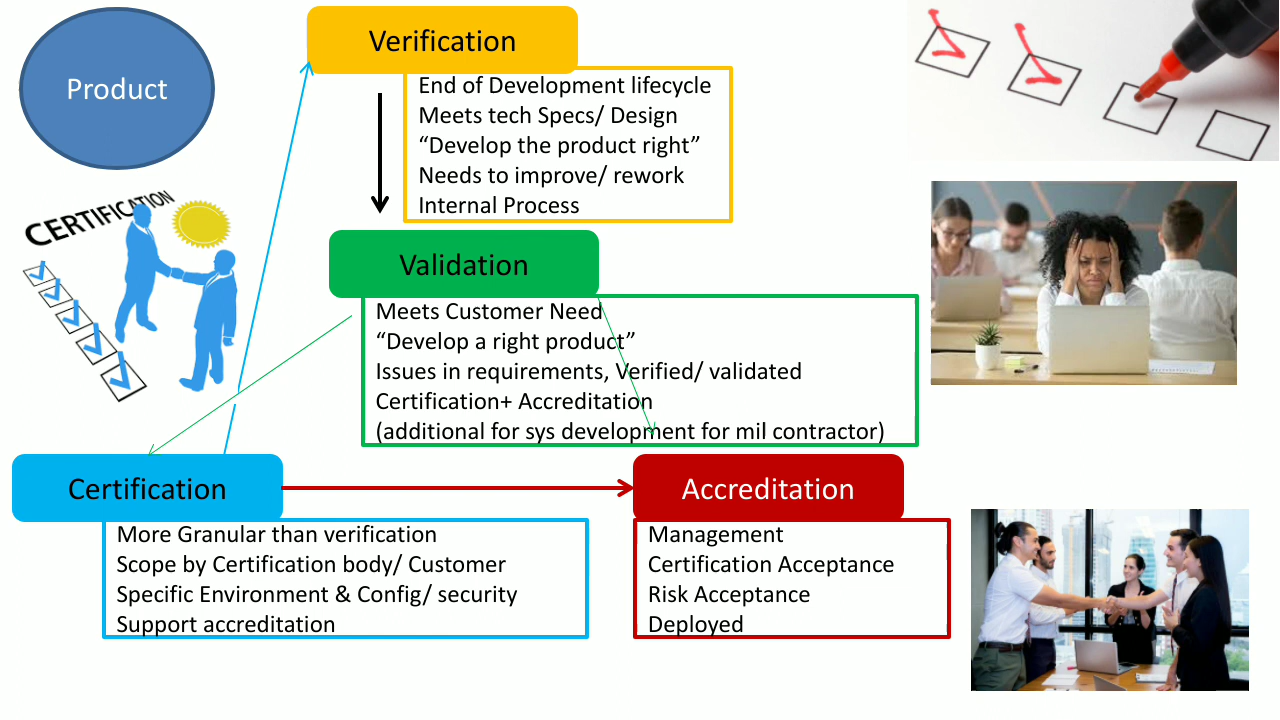 Product
CERTIFICATION
Verification
End of Development lifecycle
Meets tech Specs/ Design
“Develop the product right”
Needs to improve/ rework
Internal Process
Validation
Meets Customer Need
“Develop a right product”
Issues in requirements, Verified/ validated
Certification+ Accreditation
(additional for sys development for mil contractor)
Certification
More Granular than verification
Scope by Certification body/ Customer
Specific Environment & Config/ security
Support accreditation
Accreditation
Management
Certification Acceptance
Risk Acceptance
Deployed